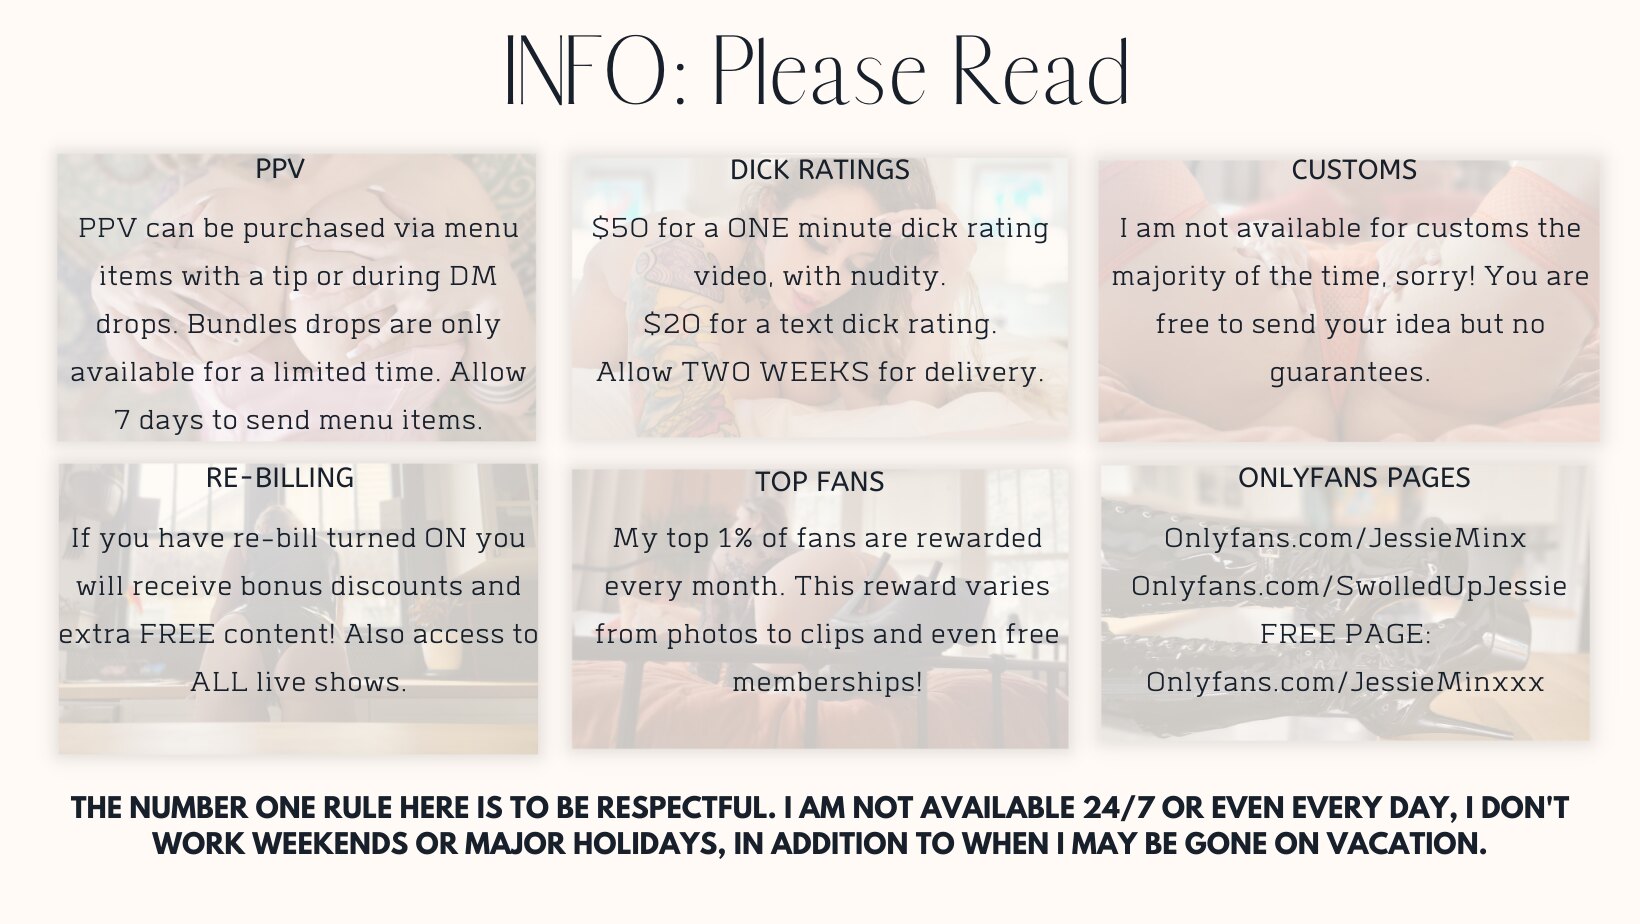 INFO: Please Read
PPV
PPV can be purchased via menu
items with a tip or during DM
drops. Bundles drops are only
available for a limited time. Allow
7 days to send menu items.
DICK RATINGS
$50 for a ONE minute dick rating
video, with nudity.
$20 for a text dick rating.
Allow TWO WEEKS for delivery.
CUSTOMS
I am not available for customs the
majority of the time, sorry! You are
free to send your idea but no
guarantees.
RE-BILLING
If you have re-bill turned ON you
will receive bonus discounts and
extra FREE content! Also access to
ALL live shows.
TOP FANS
My top 1% of fans are rewarded
every month. This reward varies
from photos to clips and even free
memberships!
ONLYFANS PAGES
Onlyfans.com/JessieMinx
Onlyfans.com/SwolledUpJessie
FREE PAGE:
Onlyfans.com/JessieMinxxx
THE NUMBER ONE RULE HERE IS TO BE RESPECTFUL. I AM NOT AVAILABLE 24/7 OR EVEN EVERY DAY, I DON'T
WORK WEEKENDS OR MAJOR HOLIDAYS, IN ADDITION TO WHEN I MAY BE GONE ON VACATION.